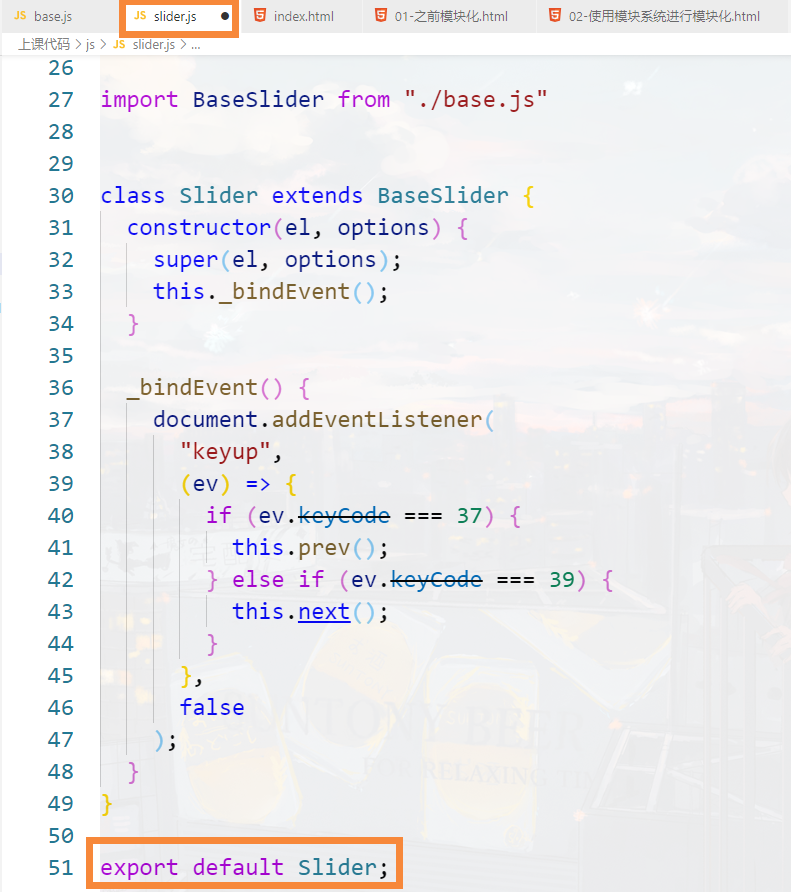 JS base.js
JS slider.js
index.html
01-之前模块化.html
02-使用模块系统进行模块化.html
上课代码 > js > JS slider.js > ...
26
27 import BaseSlider from "./base.js"
28
29
30 class Slider extends BaseSlider {
31 constructor(el, options) {
32 super(el, options);
33 this._bindEvent();
34 }
35
36 _bindEvent() {
37 document.addEventListener(
38 "keyup",
39 (ev) => {
40 if (ev.keyCode === 37) {
41 this.prev();
42 } else if (ev.keyCode === 39) {
43 this.next();
44 }
45 },
46 false
47 );
48 }
49 }
50
51 export default Slider;